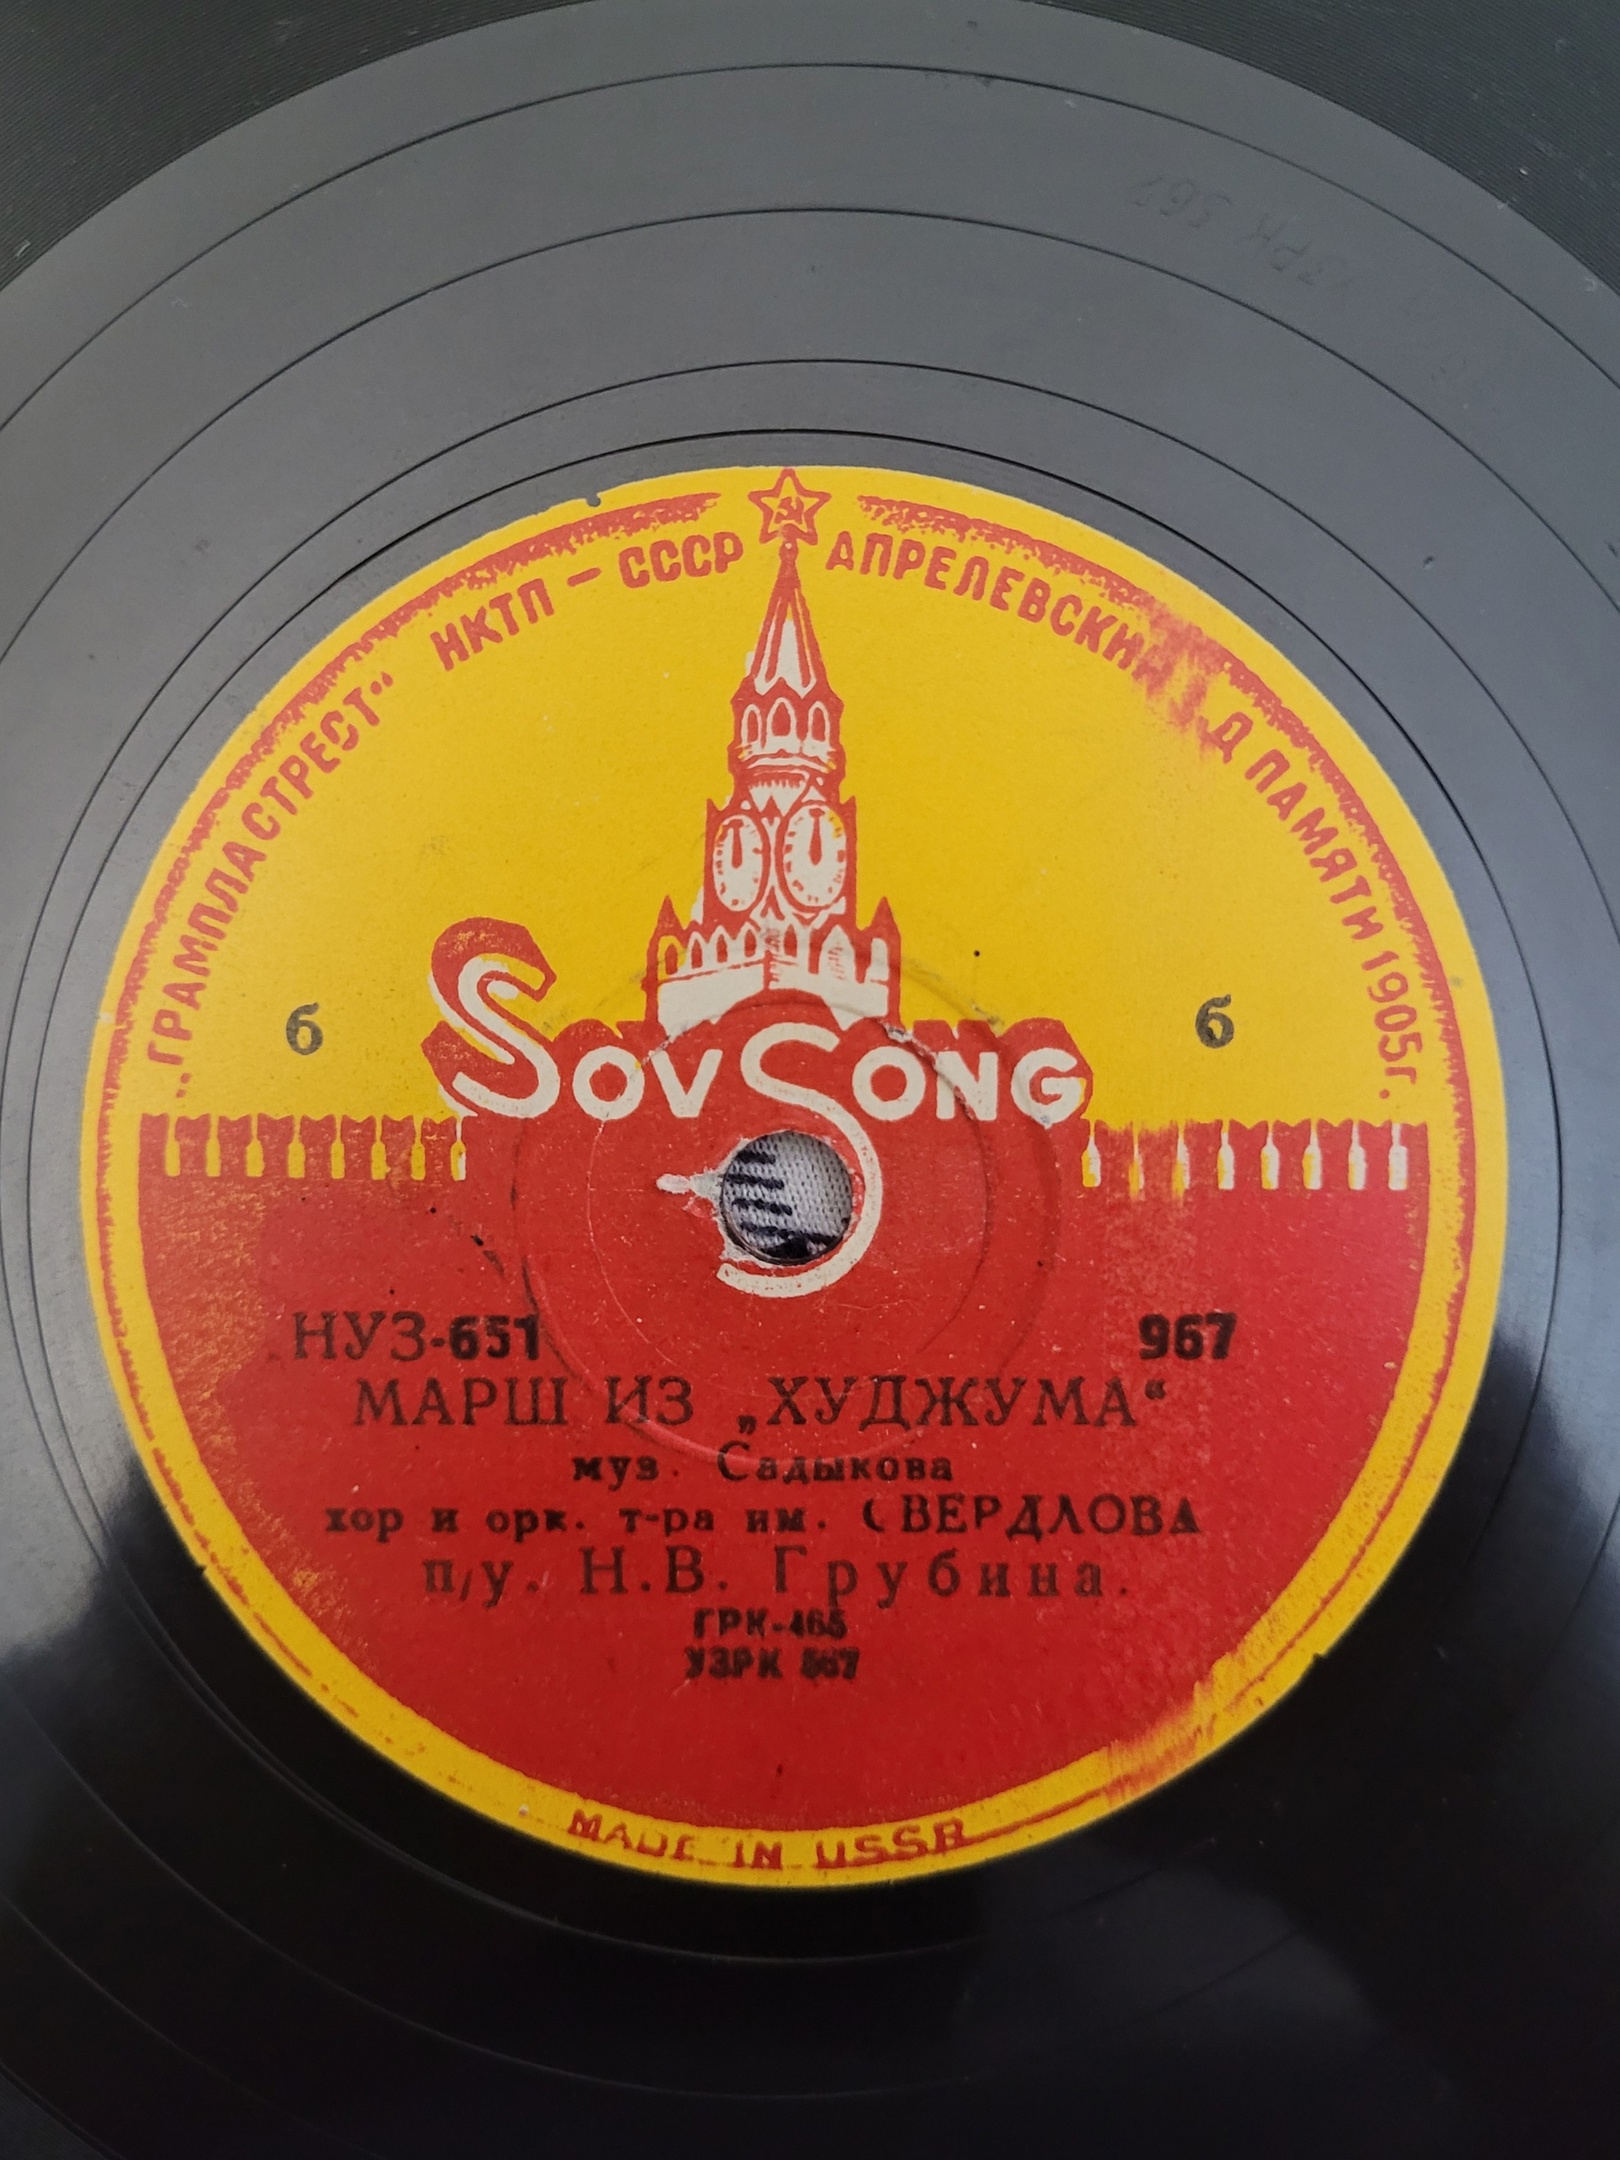 „ГРАМПЛАСТРЕСТ“ НКТП – СССР АПРЕЛЕВСКИЙ З-Д ПАМЯТИ 1905г.
SOVSONG
6 6
НУЗ-651 967
МАРШ ИЗ „ХУДЖУМА“
муз. Садыкова
хор и орк. т-ра им. СВЕРДЛОВА
п/у. Н.В. Грубина.
ГРК-465
УЗРК 567
MADE IN USSR